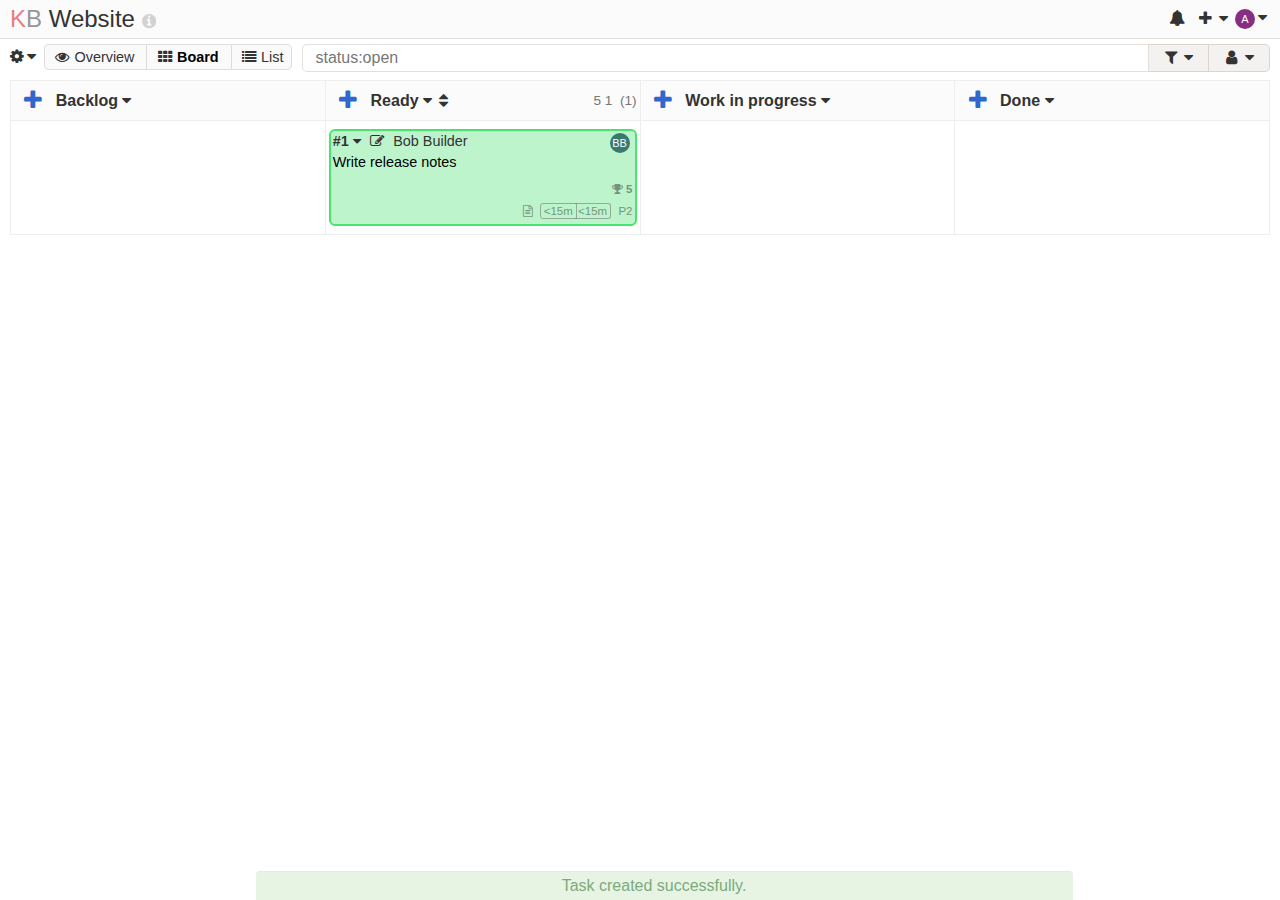 KB Website
A
Overview Board List status:open
Backlog Ready 5 1 (1) Work in progress Done
#1 Bob Builder BB
Write release notes
5
<15m <15m P2
Task created successfully.